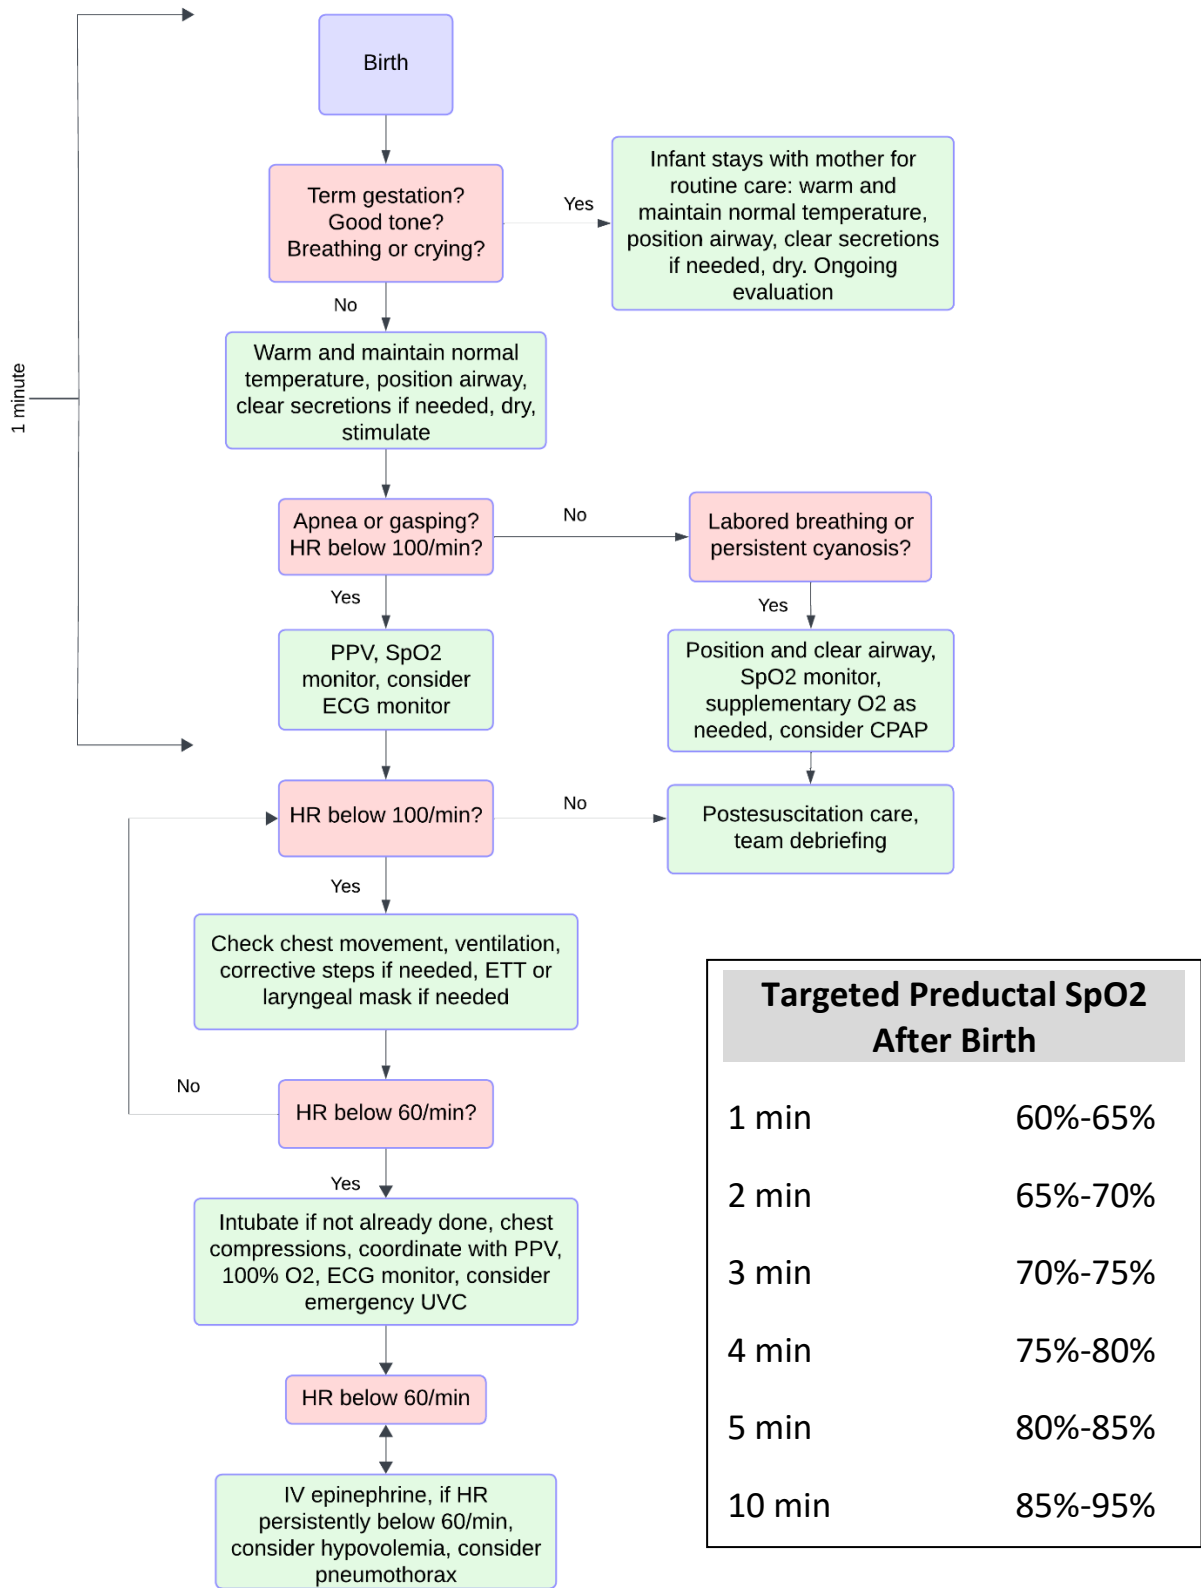 Birth
Term gestation?
Good tone?
Breathing or crying?
Yes
Infant stays with mother for
routine care: warm and
maintain normal temperature,
position airway, clear secretions
if needed, dry. Ongoing
evaluation
No
Warm and maintain normal
temperature, position airway,
clear secretions if needed, dry,
stimulate
1 minute
Apnea or gasping?
HR below 100/min?
No
Labored breathing or
persistent cyanosis?
Yes
Yes
PPV, SpO2
monitor, consider
ECG monitor
Position and clear airway,
SpO2 monitor,
supplementary O2 as
needed, consider CPAP
HR below 100/min?
No
Postesuscitation care,
team debriefing
Yes
Check chest movement, ventilation,
corrective steps if needed, ETT or
laryngeal mask if needed
No
HR below 60/min?
Yes
Intubate if not already done, chest
compressions, coordinate with PPV,
100% O2, ECG monitor, consider
emergency UVC
HR below 60/min
IV epinephrine, if HR
persistently below 60/min,
consider hypovolemia, consider
pneumothorax
Targeted Preductal SpO2
After Birth
1 min 60%-65%
2 min 65%-70%
3 min 70%-75%
4 min 75%-80%
5 min 80%-85%
10 min 85%-95%